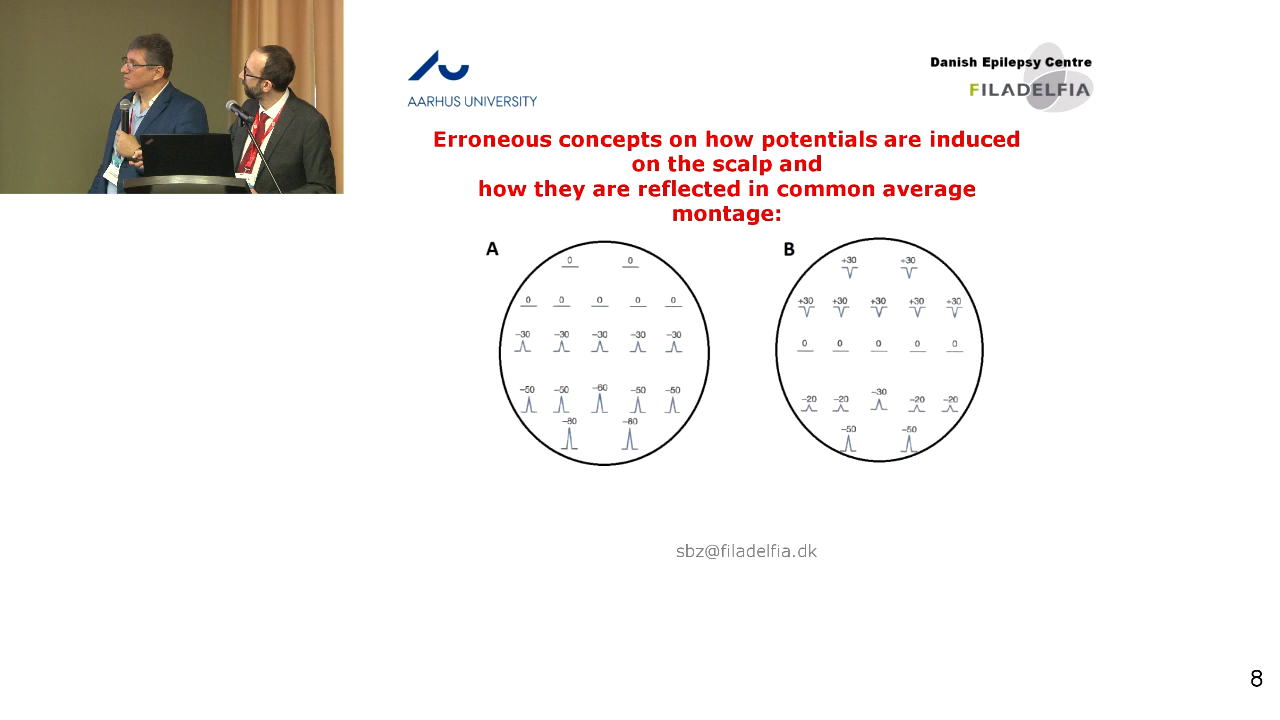 AARHUS UNIVERSITY
Danish Epilepsy Centre
FILADELFIA
Erroneous concepts on how potentials are induced
on the scalp and
how they are reflected in common average
montage:
A
0 0
0 0 0 0 0
−30 −30 −30 −30 −30
−50 −50 −60 −50 −50
−80 −80
B
+30 +30
+30 +30 +30 +30 +30
0 0 0 0 0
−20 −20 −30 −20 −20
−50 −50
sbz@filadelfia.dk
8